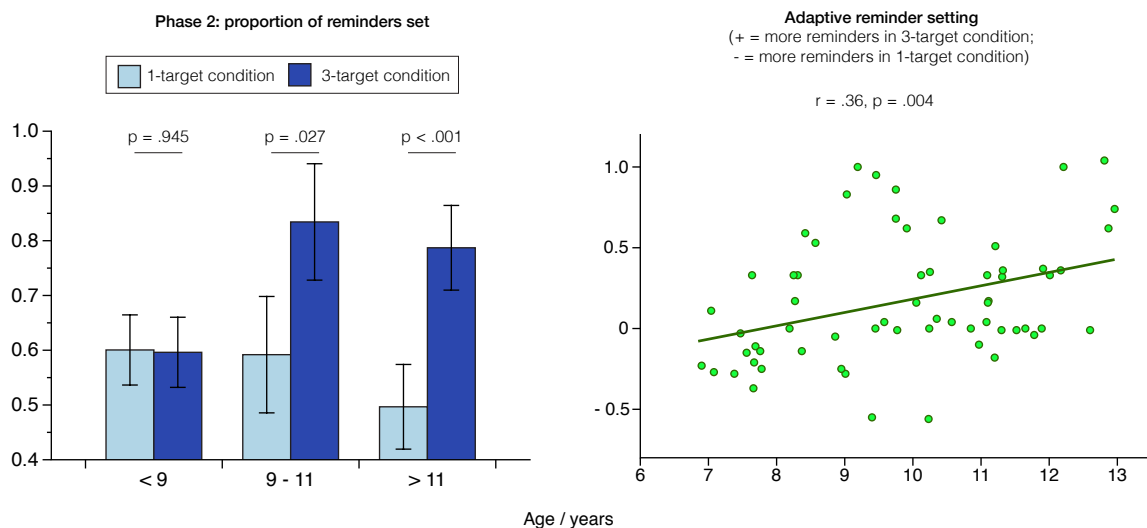 Phase 2: proportion of reminders set
1-target condition
3-target condition
p = .945
p = .027
p < .001
1.0
0.9
0.8
0.7
0.6
0.5
0.4
< 9
9 - 11
> 11
Adaptive reminder setting
(+ = more reminders in 3-target condition;
- = more reminders in 1-target condition)
r = .36, p = .004
1.0
0.5
0
- 0.5
6
7
8
9
10
11
12
13
Age / years